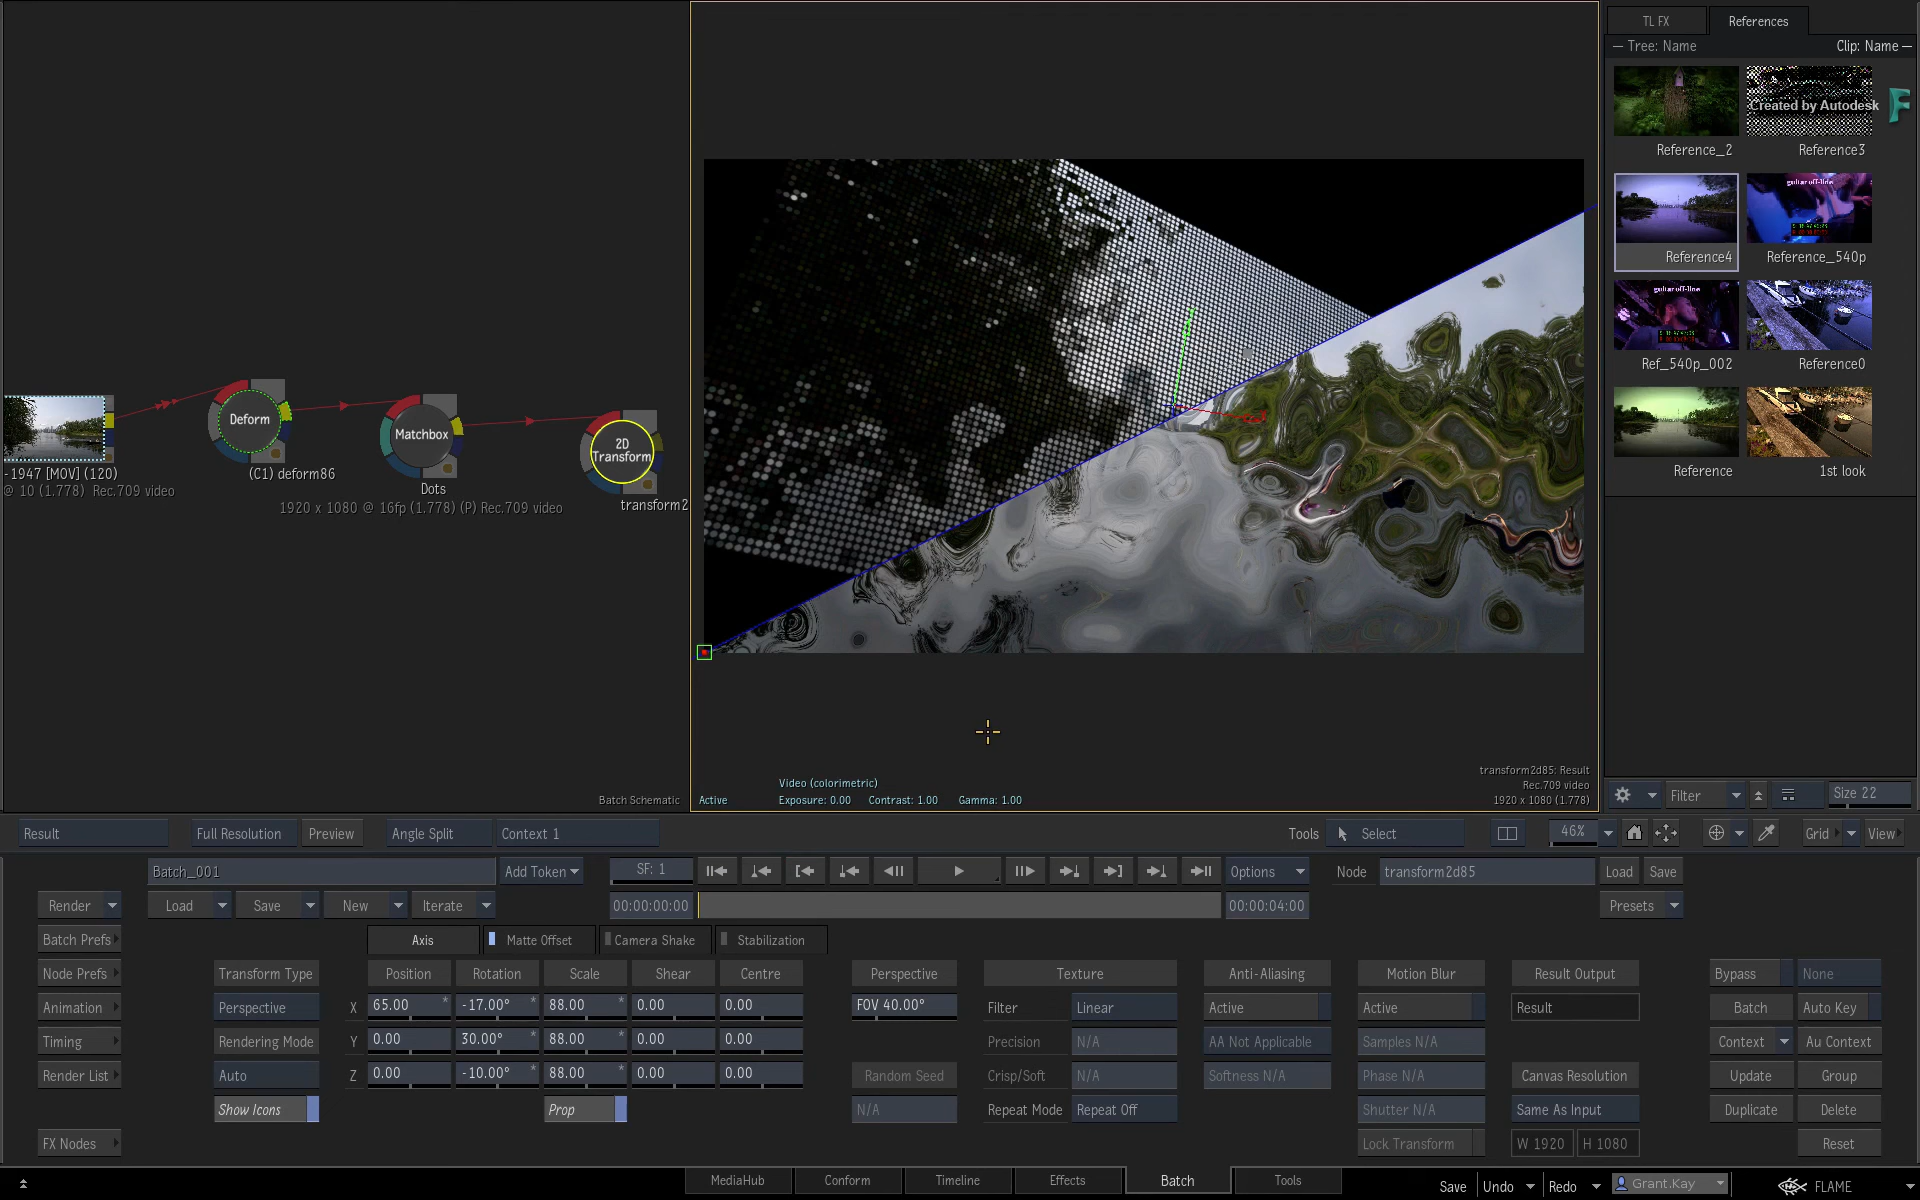 TL FX
References
Tree: Name
Clip: Name
Created by Autodesk
Reference_2
Reference3
guitar off-line
Reference4
Reference_540p
guitar off-line
Ref_540p_002
Reference0
Reference
1st look
Deform
Matchbox
2D
Transform
-1947 [MOV] (120)
(C1) deform86
@ 10 (1.778) Rec.709 video
Dots
1920 x 1080 @ 16fp (1.778) (P) Rec.709 video
transform2
Batch Schematic
Video (colorimetric)
Active
Exposure: 0.00
Contrast: 1.00
Gamma: 1.00
transform2d85: Result
Rec.709 video
1920 x 1080 (1.778)
Filter
Size 22
Result
Full Resolution
Preview
Angle Split
Context 1
Tools
Select
46%
Grid
View
Batch_001
Add Token
SF: 1
Options
Node
transform2d85
Load
Save
Render
Load
Save
New
Iterate
00:00:00:00
00:00:04:00
Presets
Batch Prefs
Axis
Matte Offset
Camera Shake
Stabilization
Node Prefs
Transform Type
Position
Rotation
Scale
Shear
Centre
Perspective
Texture
Anti-Aliasing
Motion Blur
Result Output
Bypass
None
Animation
Perspective
X
65.00 *
-17.00° *
88.00 *
0.00
0.00
FOV 40.00°
Filter
Linear
Active
Active
Result
Batch
Auto Key
Timing
Rendering Mode
Y
0.00
30.00° *
88.00 *
0.00
0.00
Precision
N/A
AA Not Applicable
Samples N/A
Context
Au Context
Render List
Auto
Z
0.00
-10.00° *
88.00 *
0.00
0.00
Random Seed
Crisp/Soft
N/A
Softness N/A
Phase N/A
Canvas Resolution
Update
Group
Show Icons
Prop
N/A
Repeat Mode
Repeat Off
Shutter N/A
Same As Input
Duplicate
Delete
FX Nodes
Lock Transform
W 1920
H 1080
Reset
MediaHub
Conform
Timeline
Effects
Batch
Tools
Save
Undo
Redo
Grant.Kay
FLAME